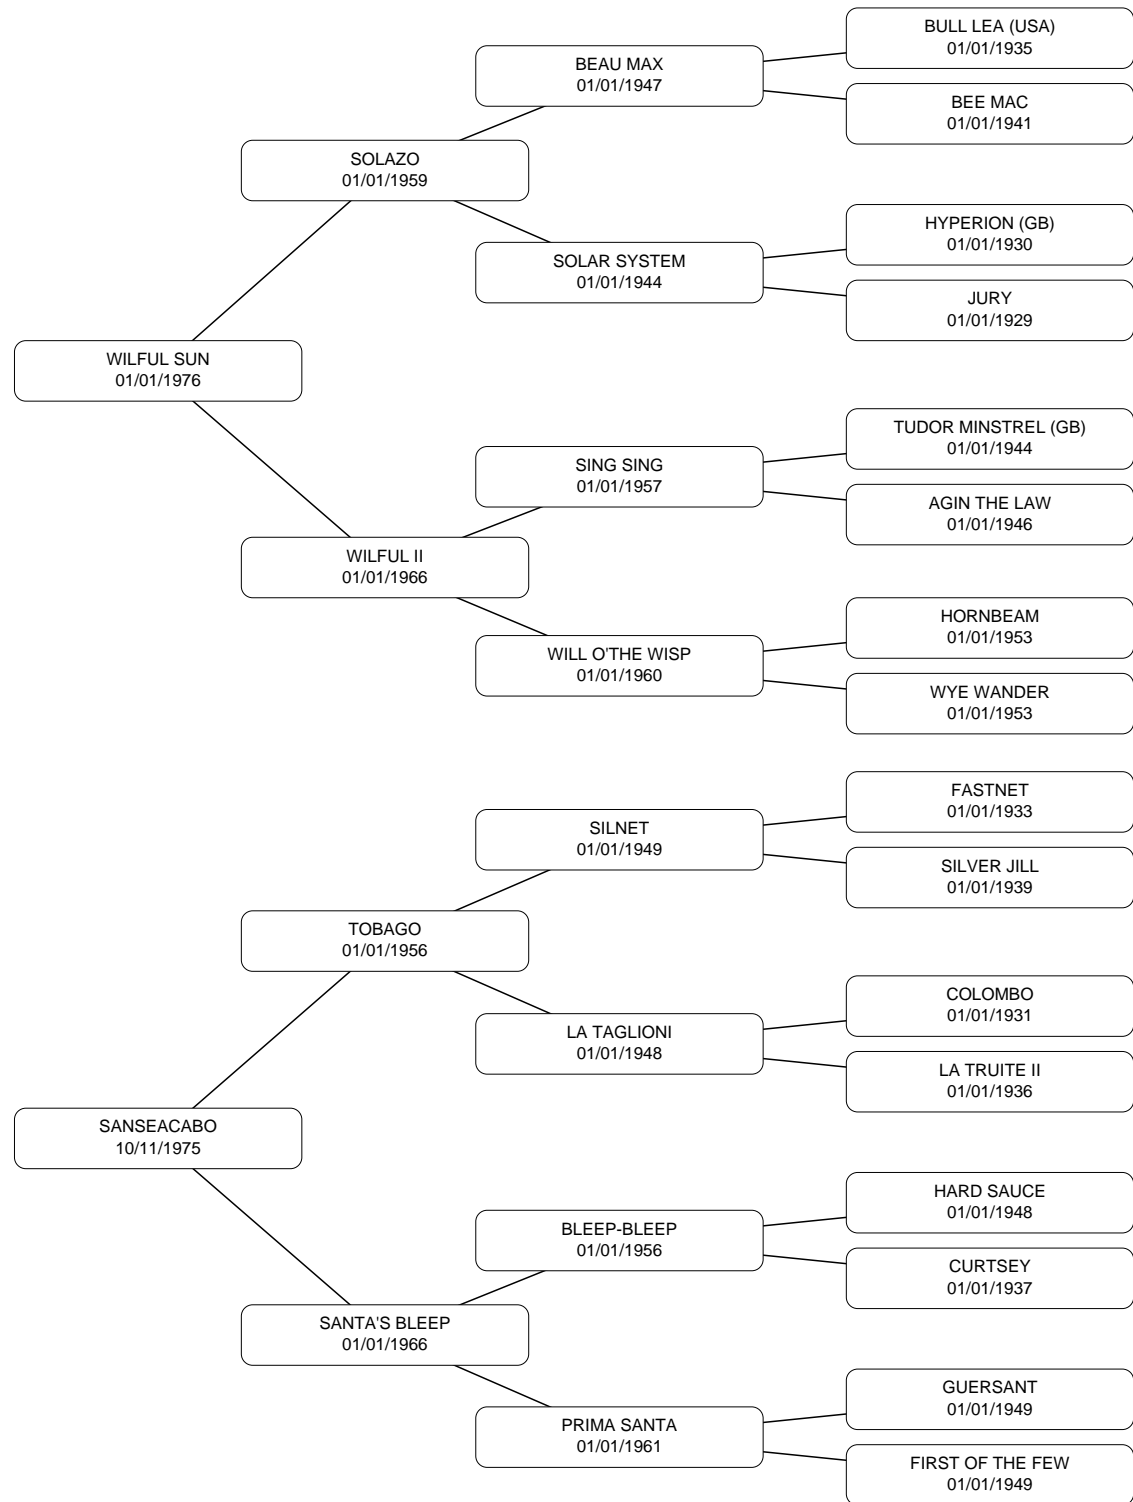 BULL LEA (USA)
01/01/1935
BEAU MAX
01/01/1947
BEE MAC
01/01/1941
SOLAZO
01/01/1959
HYPERION (GB)
01/01/1930
SOLAR SYSTEM
01/01/1944
JURY
01/01/1929
WILFUL SUN
01/01/1976
TUDOR MINSTREL (GB)
01/01/1944
SING SING
01/01/1957
AGIN THE LAW
01/01/1946
WILFUL II
01/01/1966
HORNBEAM
01/01/1953
WILL O'THE WISP
01/01/1960
WYE WANDER
01/01/1953
FASTNET
01/01/1933
SILNET
01/01/1949
SILVER JILL
01/01/1939
TOBAGO
01/01/1956
COLOMBO
01/01/1931
LA TAGLIONI
01/01/1948
LA TRUITE II
01/01/1936
SANSEACABO
10/11/1975
HARD SAUCE
01/01/1948
BLEEP-BLEEP
01/01/1956
CURTSEY
01/01/1937
SANTA'S BLEEP
01/01/1966
GUERSANT
01/01/1949
PRIMA SANTA
01/01/1961
FIRST OF THE FEW
01/01/1949